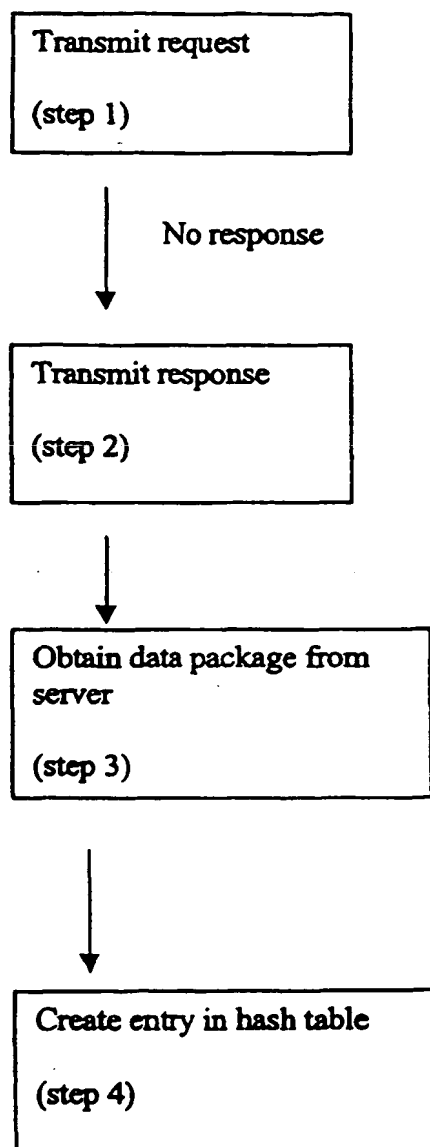 Transmit request
(step 1)
No response
Transmit response
(step 2)
Obtain data package from
server
(step 3)
Create entry in hash table
(step 4)